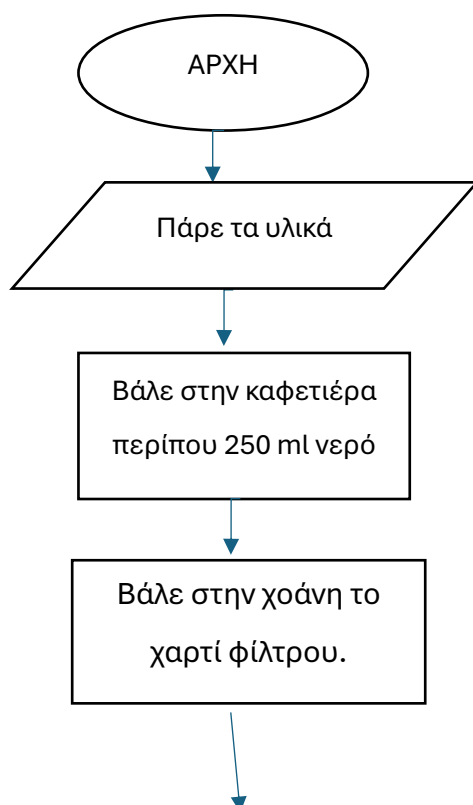 ΑΡΧΗ
Πάρε τα υλικά
Βάλε στην καφετιέρα
περίπου 250 ml νερό
Βάλε στην χοάνη το
χαρτί φίλτρου.